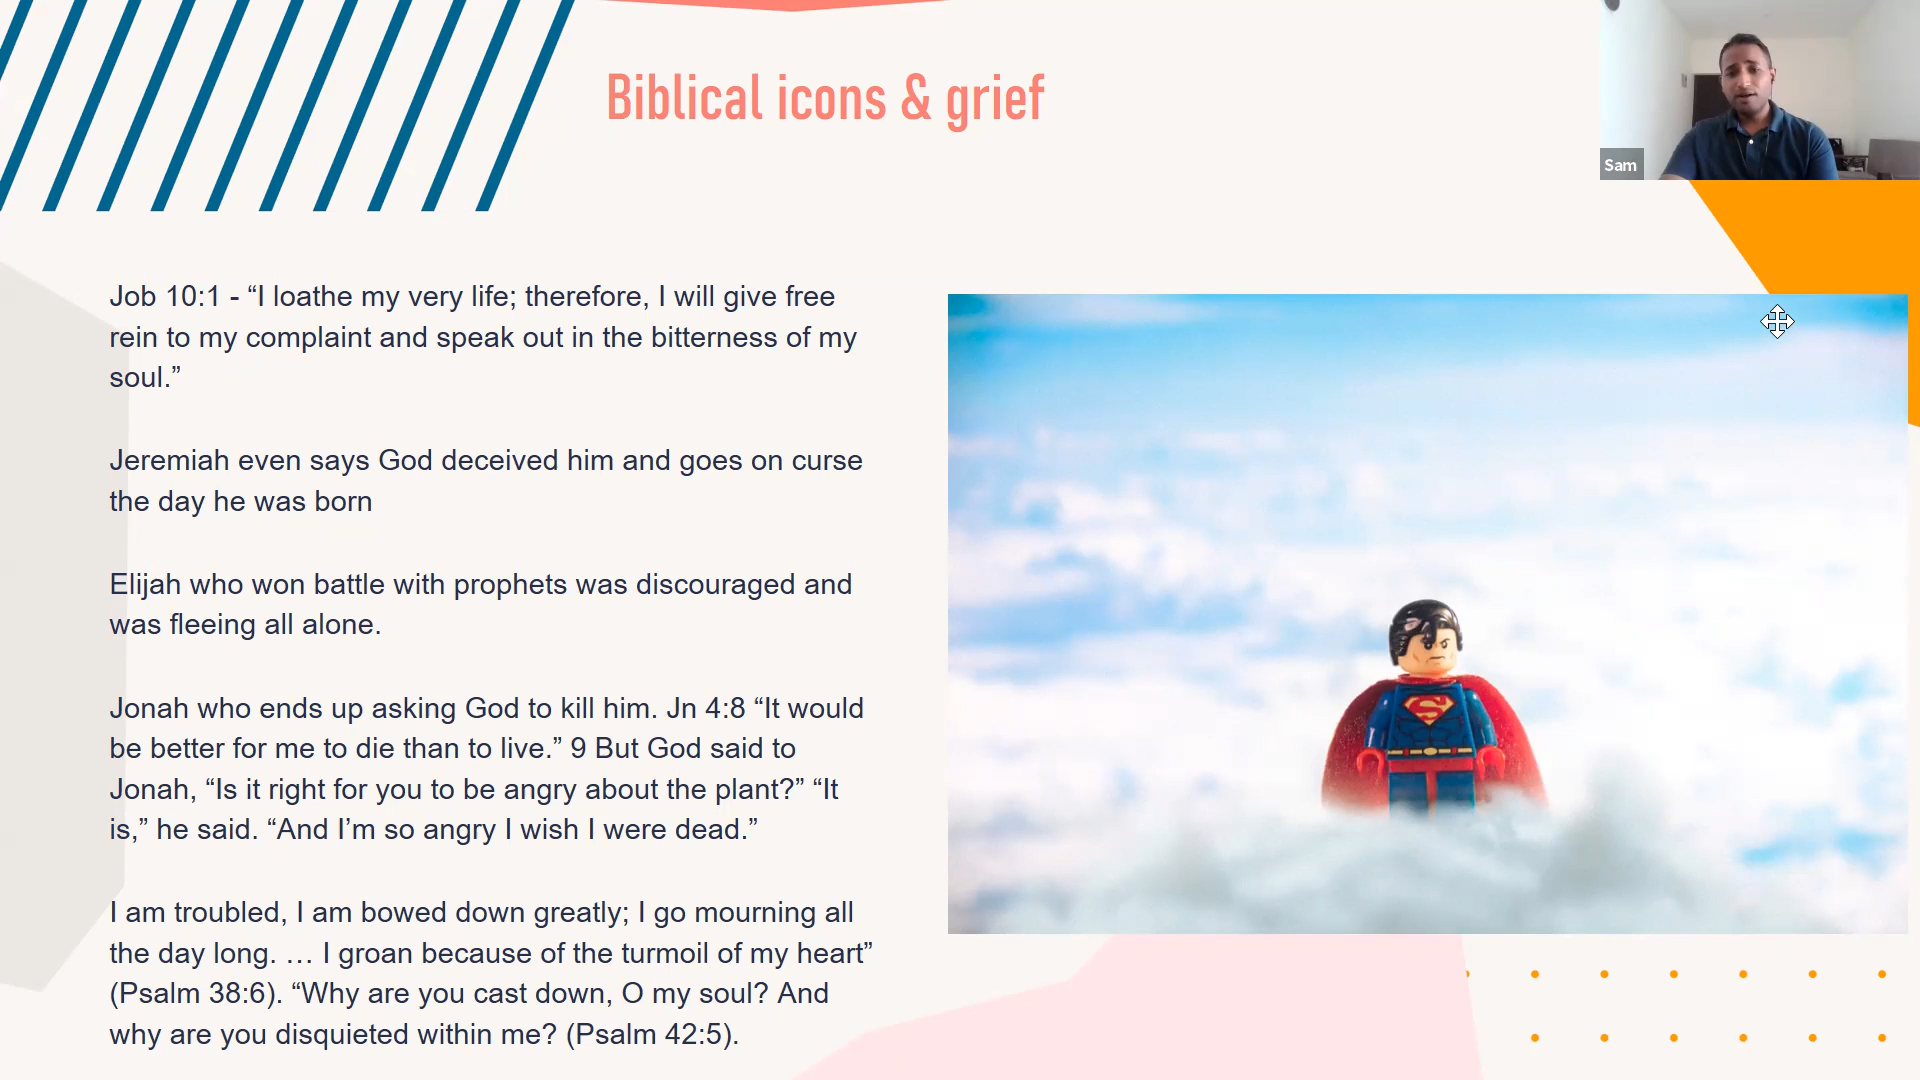 Biblical icons & grief
Sam
Job 10:1 - “I loathe my very life; therefore, I will give free
rein to my complaint and speak out in the bitterness of my
soul.”
Jeremiah even says God deceived him and goes on curse
the day he was born
Elijah who won battle with prophets was discouraged and
was fleeing all alone.
Jonah who ends up asking God to kill him. Jn 4:8 “It would
be better for me to die than to live.” 9 But God said to
Jonah, “Is it right for you to be angry about the plant?” “It
is,” he said. “And I’m so angry I wish I were dead.”
I am troubled, I am bowed down greatly; I go mourning all
the day long. … I groan because of the turmoil of my heart”
(Psalm 38:6). “Why are you cast down, O my soul? And
why are you disquieted within me? (Psalm 42:5).